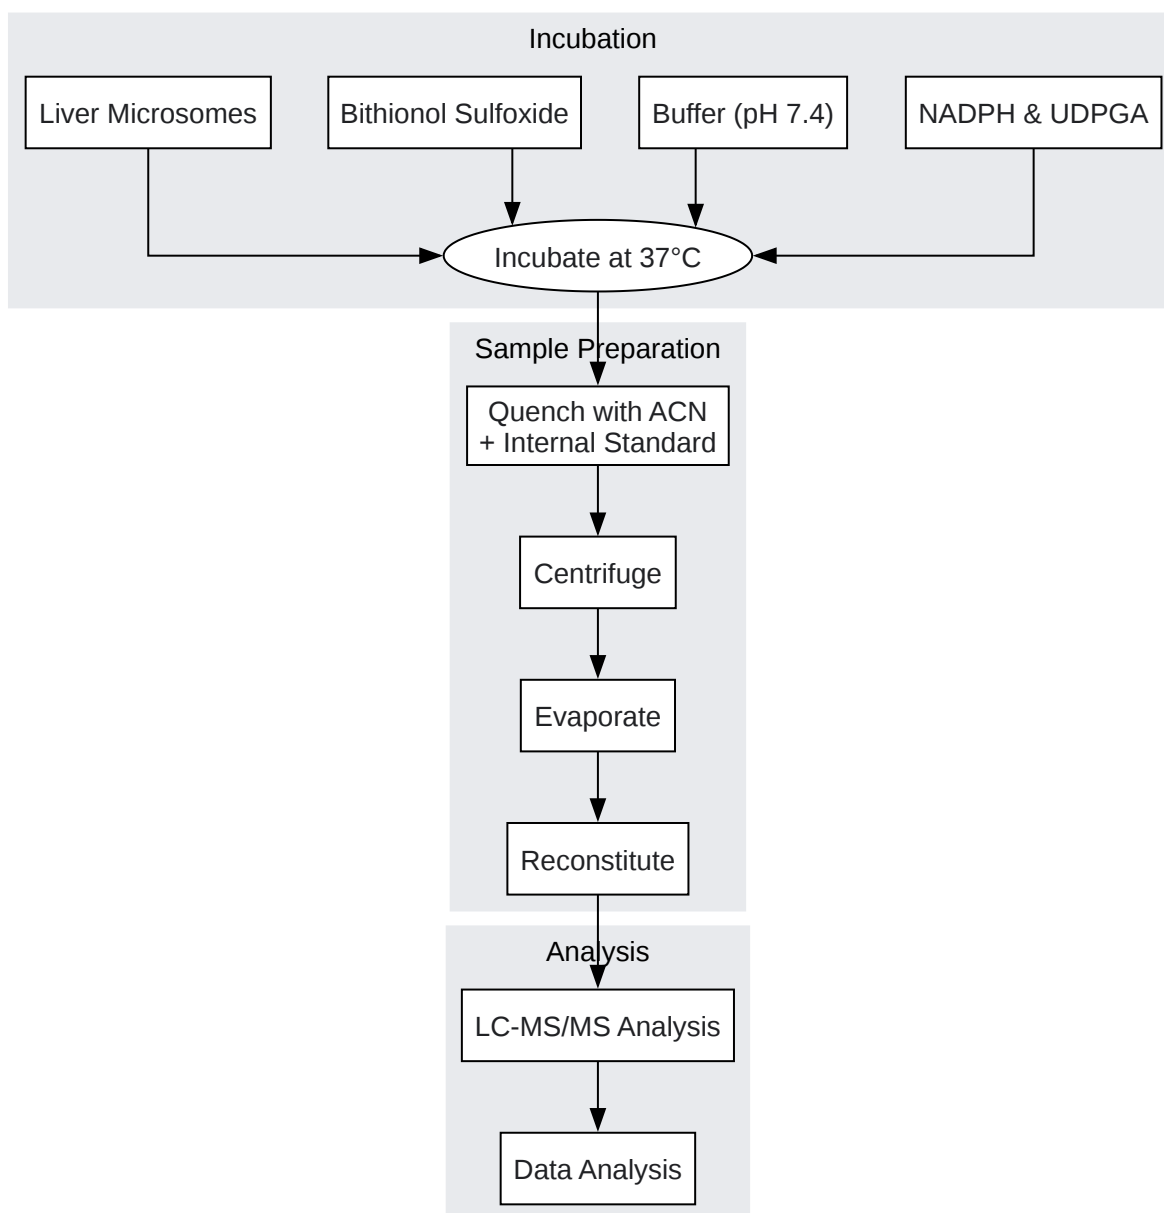 Incubation
Liver Microsomes
Bithionol Sulfoxide
Buffer (pH 7.4)
NADPH & UDPGA
Incubate at 37°C
Sample Preparation
Quench with ACN
+ Internal Standard
Centrifuge
Evaporate
Reconstitute
Analysis
LC-MS/MS Analysis
Data Analysis